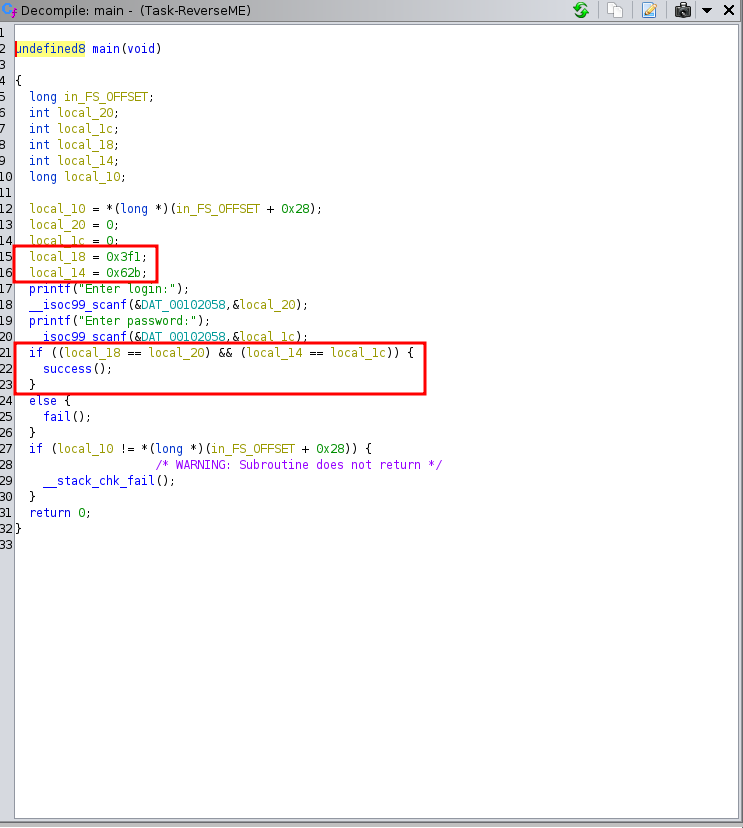 Decompile: main - (Task-ReverseME)
1
2 undefined8 main(void)
3
4 {
5 long in_FS_OFFSET;
6 int local_20;
7 int local_1c;
8 int local_18;
9 int local_14;
10 long local_10;
11
12 local_10 = *(long *)(in_FS_OFFSET + 0x28);
13 local_20 = 0;
14 local_1c = 0;
15 local_18 = 0x3f1;
16 local_14 = 0x62b;
17 printf("Enter login:");
18 __isoc99_scanf(&DAT_00102058,&local_20);
19 printf("Enter password:");
20 __isoc99_scanf(&DAT_00102058,&local_1c);
21 if ((local_18 == local_20) && (local_14 == local_1c)) {
22 success();
23 }
24 else {
25 fail();
26 }
27 if (local_10 != *(long *)(in_FS_OFFSET + 0x28)) {
28 /* WARNING: Subroutine does not return */
29 __stack_chk_fail();
30 }
31 return 0;
32 }
33